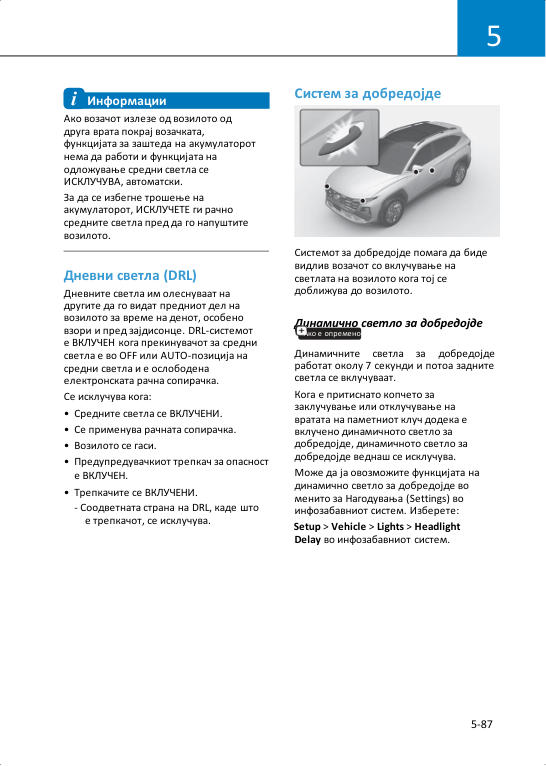 5
i Информации
Ако возачот излезе од возилото од
друга врата покрај возачката,
функцијата за заштеда на акумулаторот
нема да работи и функцијата на
одложување средни светла се
ИСКЛУЧУВА, автоматски.
За да се избегне трошење на
акумулаторот, ИСКЛУЧЕТЕ ги рачно
средните светла пред да го напуштите
возилото.
Дневни светла (DRL)
Дневните светла им олеснуваат на
другите да го видат предниот дел на
возилото за време на денот, особено
взори и пред зајдисонце. DRL-системот
е ВКЛУЧЕН кога прекинувачот за средни
светла е во OFF или AUTO-позиција на
средни светла и е ослободена
електронската рачна сопирачка.
Се исклучува кога:
• Средните светла се ВКЛУЧЕНИ.
• Се применува рачната сопирачка.
• Возилото се гаси.
• Предупредувачкиот трепкач за опасност
е ВКЛУЧЕН.
• Трепкачите се ВКЛУЧЕНИ.
- Соодветната страна на DRL, каде што
е трепкачот, се исклучува.
Систем за добредојде
Системот за добредојде помага да биде
видлив возачот со вклучување на
светлата на возилото кога тој се
доближува до возилото.
Динамично светло за добредојде
ко е опремено
Динамичните светла за добредојде
работат околу 7 секунди и потоа задните
светла се вклучуваат.
Кога е притиснато копчето за
заклучување или отклучување на
вратата на паметниот клуч додека е
вклучено динамичното светло за
добредојде, динамичното светло за
добредојде веднаш се исклучува.
Може да ја овозможите функцијата на
динамично светло за добредојде во
менито за Нагодувања (Settings) во
инфозабавниот систем. Изберете:
Setup > Vehicle > Lights > Headlight
Delay во инфозабавниот систем.
5-87